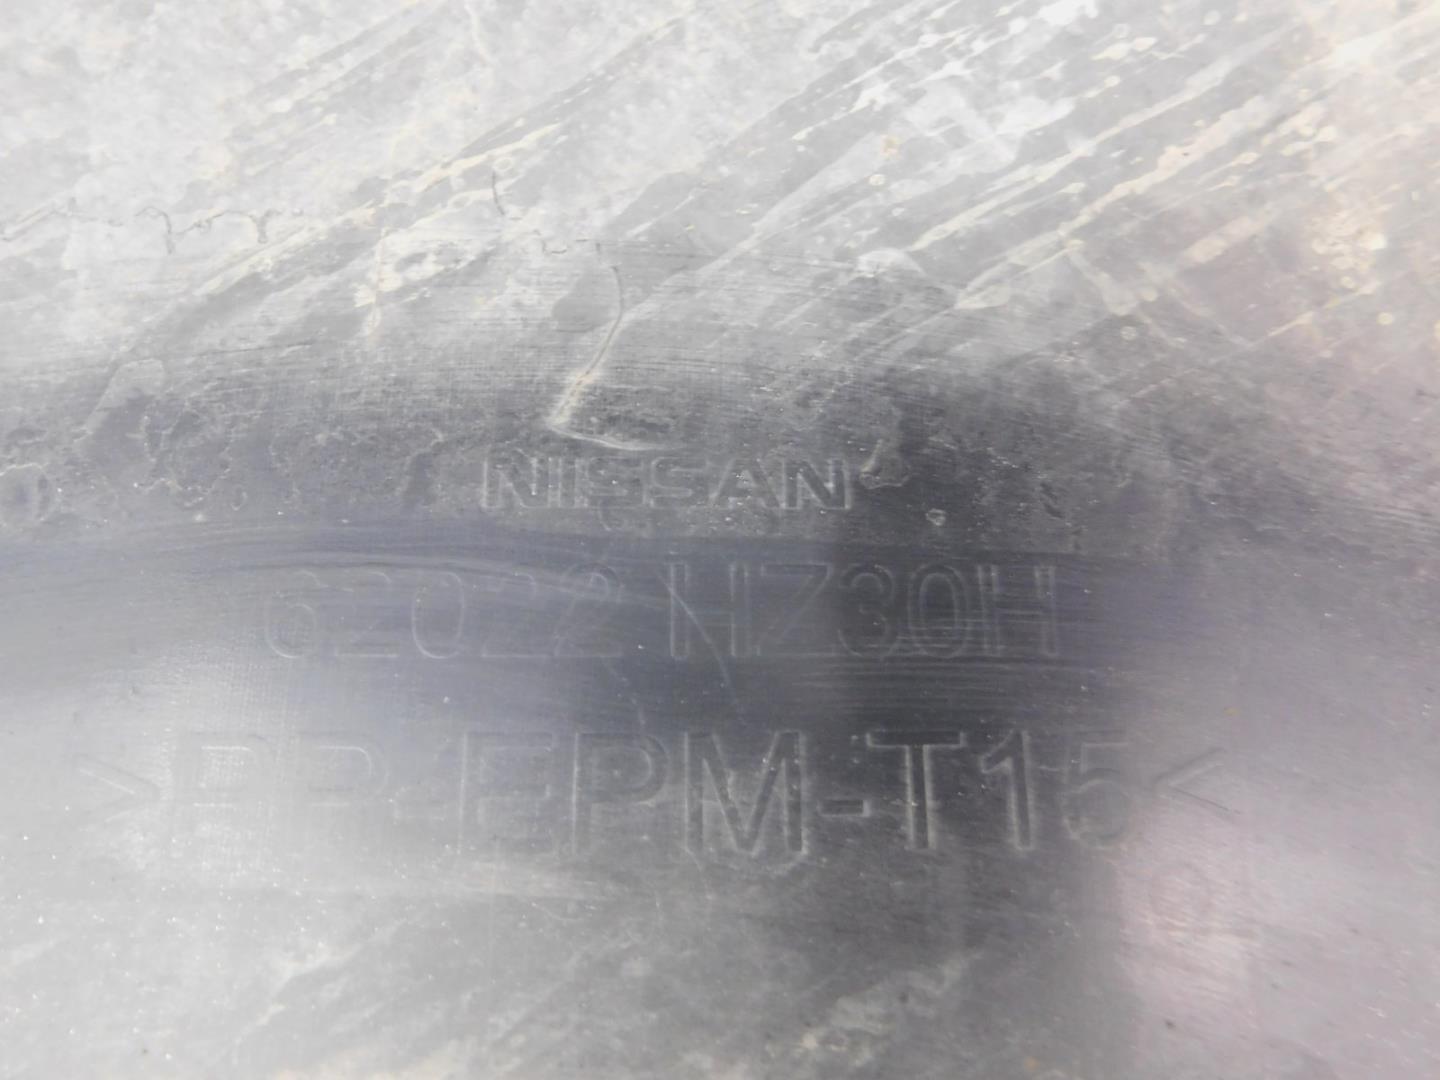 NISSAN
62022 HZ30H
>PP-EPM-T15<